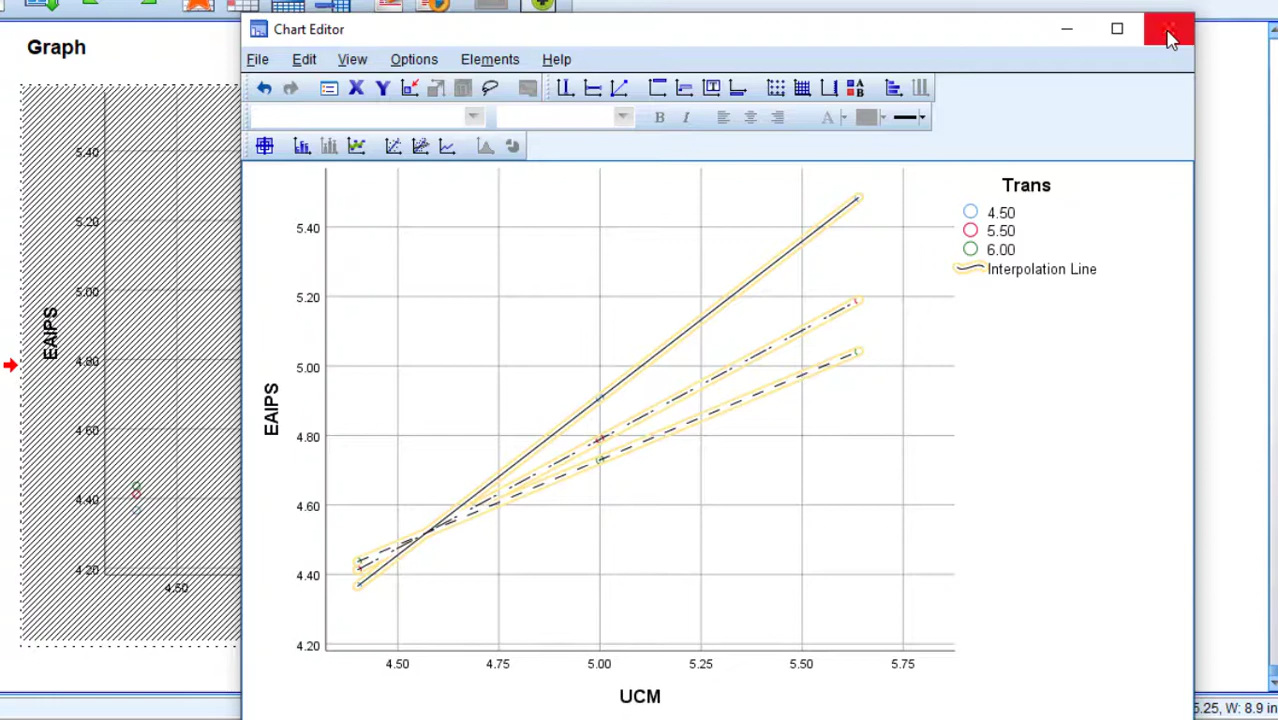 Graph
5.40
5.20
5.00
4.80
4.60
4.40
4.20
EAIPS
4.50
Chart Editor
File Edit View Options Elements Help
X Y
B I A
Trans
4.50
5.50
6.00
Interpolation Line
5.40
5.20
5.00
4.80
4.60
4.40
4.20
EAIPS
4.50 4.75 5.00 5.25 5.50 5.75
UCM
5.25, W: 8.9 in